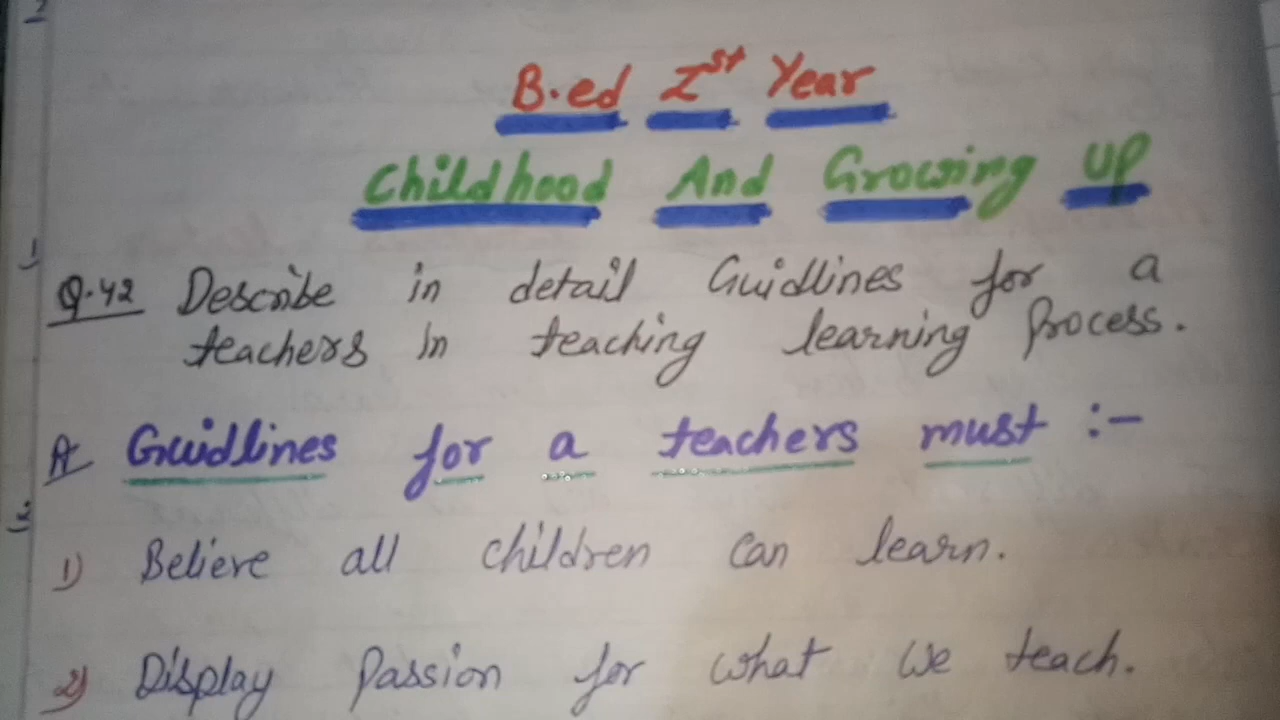 B.ed Ist Year
Childhood And Growing Up
Q.42 Describe in detail Guidlines for a
teachers in teaching learning Process.
A Guidlines for a teachers must :-
1) Believe all children can learn.
2) Display Passion for what we teach.